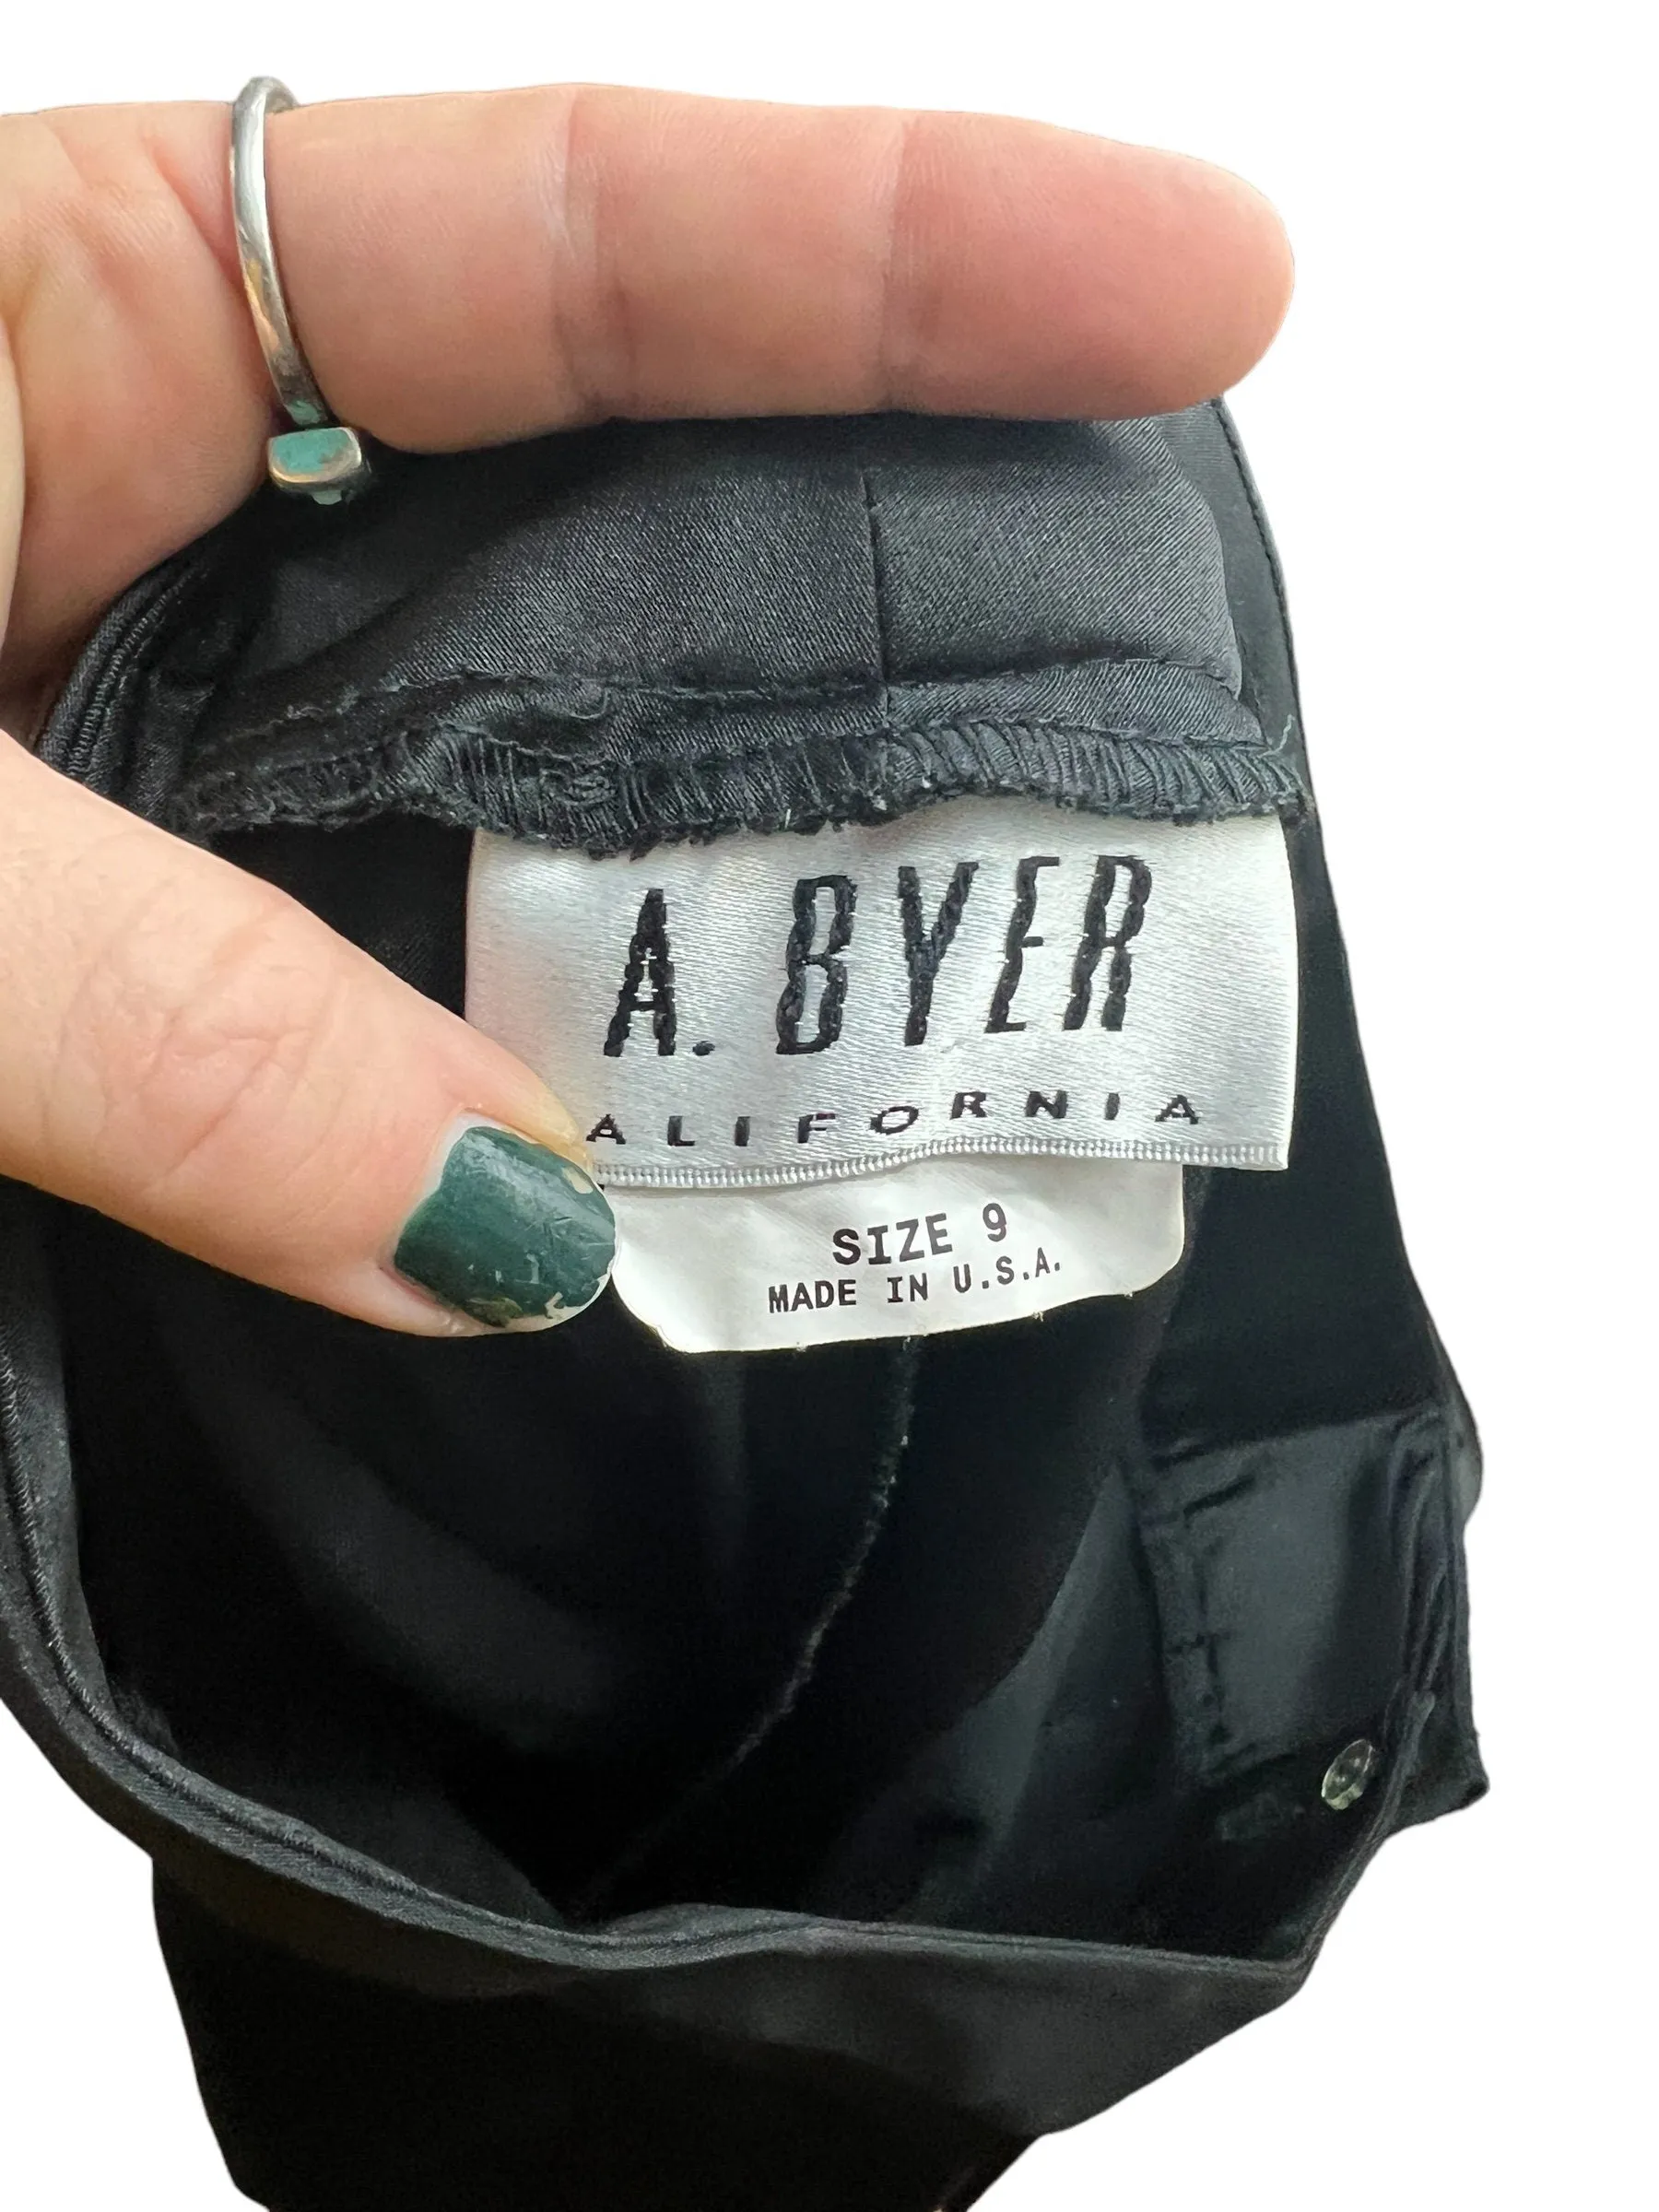 A. BYER
ALIFORNIA
SIZE 9
MADE IN U.S.A.